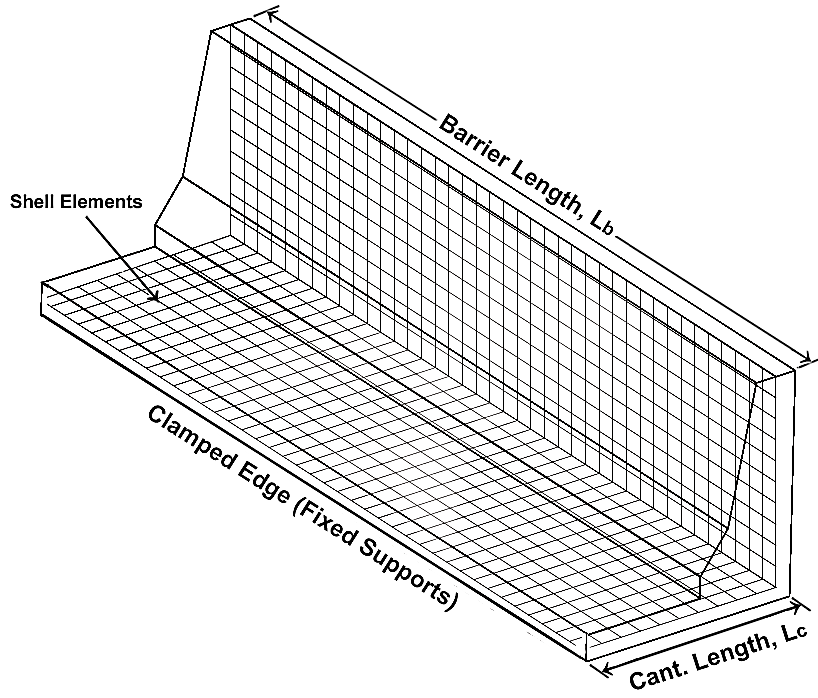 Barrier Length, Lb
Shell Elements
Clamped Edge (Fixed Supports)
Cant. Length, Lc